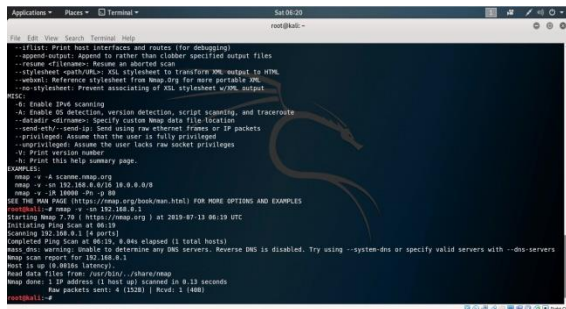 Applications ▾ Places ▾ Terminal ▾ Sat 06:20 1
root@kali: ~
File Edit View Search Terminal Help
--iflist: Print host interfaces and routes (for debugging)
--append-output: Append to rather than clobber specified output files
--resume <filename>: Resume an aborted scan
--stylesheet <path/URL>: XSL stylesheet to transform XML output to HTML
--webxml: Reference stylesheet from Nmap.Org for more portable XML
--no-stylesheet: Prevent associating of XSL stylesheet w/XML output
MISC:
-6: Enable IPv6 scanning
-A: Enable OS detection, version detection, script scanning, and traceroute
--datadir <dirname>: Specify custom Nmap data file location
--send-eth/--send-ip: Send using raw ethernet frames or IP packets
--privileged: Assume that the user is fully privileged
--unprivileged: Assume the user lacks raw socket privileges
-V: Print version number
-h: Print this help summary page.
EXAMPLES:
nmap -v -A scanme.nmap.org
nmap -v -sn 192.168.0.0/16 10.0.0.0/8
nmap -v -iR 10000 -Pn -p 80
SEE THE MAN PAGE (https://nmap.org/book/man.html) FOR MORE OPTIONS AND EXAMPLES
root@kali:~# nmap -v -sn 192.168.0.1
Starting Nmap 7.70 ( https://nmap.org ) at 2019-07-13 06:19 UTC
Initiating Ping Scan at 06:19
Scanning 192.168.0.1 [4 ports]
Completed Ping Scan at 06:19, 0.04s elapsed (1 total hosts)
mass_dns: warning: Unable to determine any DNS servers. Reverse DNS is disabled. Try using --system-dns or specify valid servers with --dns-servers
Nmap scan report for 192.168.0.1
Host is up (0.0016s latency).
Read data files from: /usr/bin/../share/nmap
Nmap done: 1 IP address (1 host up) scanned in 0.13 seconds
Raw packets sent: 4 (152B) | Rcvd: 1 (40B)
root@kali:~#